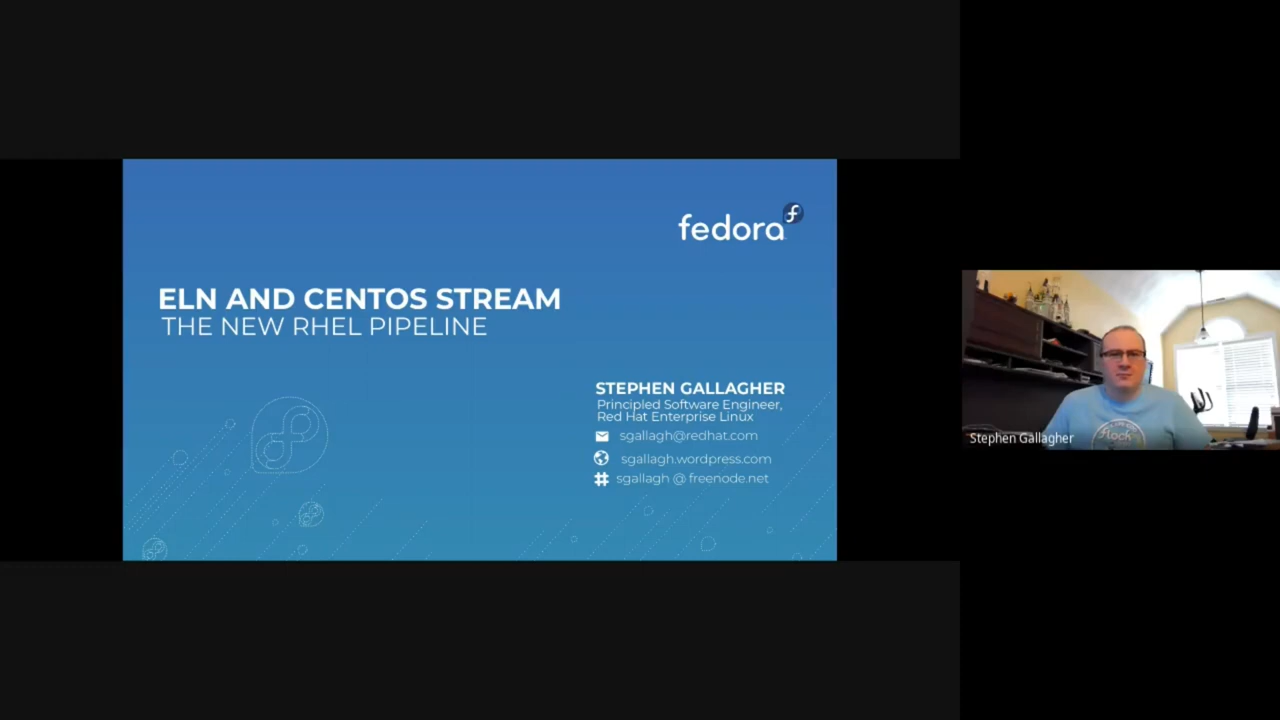 fedora
ELN AND CENTOS STREAM
THE NEW RHEL PIPELINE
STEPHEN GALLAGHER
Principled Software Engineer,
Red Hat Enterprise Linux
sgallagh@redhat.com
sgallagh.wordpress.com
sgallagh @ freenode.net
Stephen Gallagher
flock